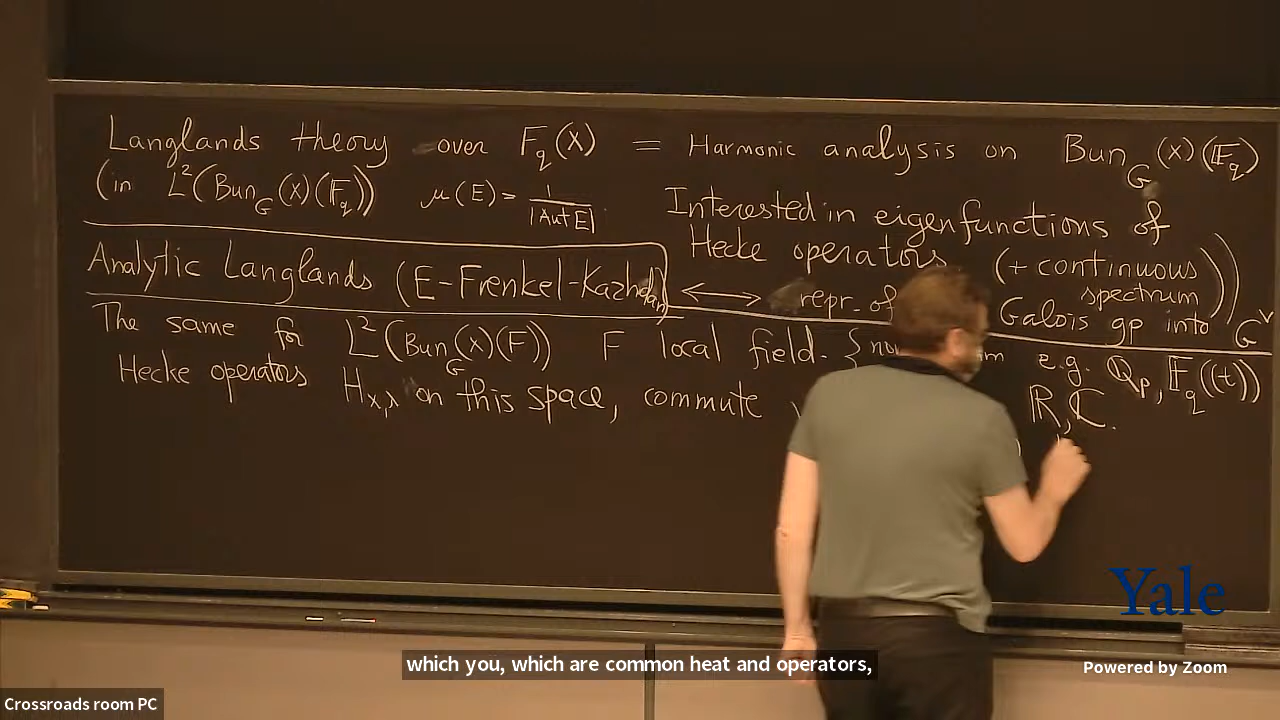 Langlands theory over F_q(X) = Harmonic analysis on Bun_G(X)(F_q)
(in L²(Bun_G(X)(F_q)) μ(E) = 1/|Aut E|
Interested in eigenfunctions of
Hecke operators (+ continuous spectrum))
⟷ repr. of Galois gp into G^∨
Analytic Langlands (E-Frenkel-Kazhdan)
The same for L²(Bun_G(X)(F)) F local field. { e.g. Q_p, F_q((t))
R, C.
Hecke operators H_{x,λ} on this space, commute
Yale
which you, which are common heat and operators,
Powered by Zoom
Crossroads room PC